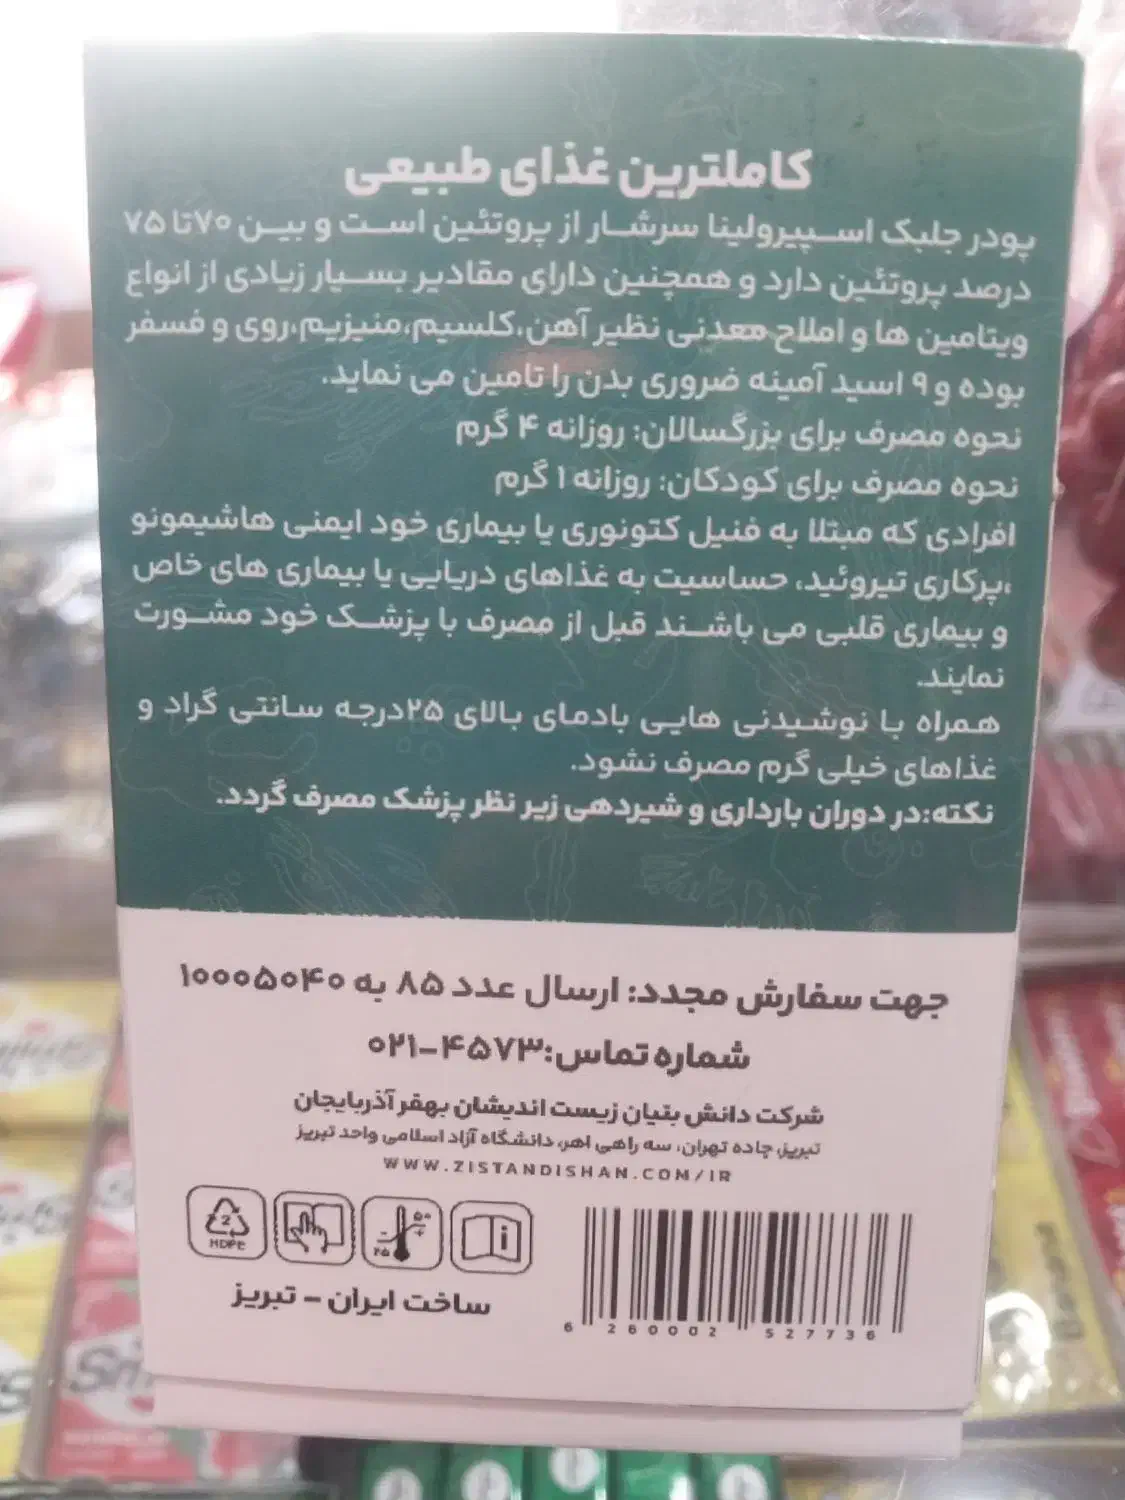 کاملترین غذای طبیعی
پودر جلبک اسپیرولینا سرشار از پروتئین است و بین ۷۰تا ۷۵
درصد پروتئین دارد و همچنین دارای مقادیر بسیار زیادی از انواع
ویتامین ها و املاح معدنی نظیر آهن،کلسیم،منیزیم،روی و فسفر
بوده و ۹ اسید آمینه ضروری بدن را تامین می نماید.
نحوه مصرف برای بزرگسالان: روزانه ۴ گرم
نحوه مصرف برای کودکان: روزانه ۱ گرم
افرادی که مبتلا به فنیل کتونوری یا بیماری خود ایمنی هاشیمونو
،پرکاری تیروئید، حساسیت به غذاهای دریایی یا بیماری های خاص
و بیماری قلبی می باشند قبل از مصرف با پزشک خود مشورت
نمایند.
همراه با نوشیدنی هایی بادمای بالای ۲۵درجه سانتی گراد و
غذاهای خیلی گرم مصرف نشود.
نکته:در دوران بارداری و شیردهی زیر نظر پزشک مصرف گردد.
جهت سفارش مجدد: ارسال عدد ۸۵ به ۱۰۰۰۵۰۴۰
شماره تماس:۴۵۷۳-۰۲۱
شرکت دانش بنیان زیست اندیشان بهقر آذربایجان
تبریز، جاده تهران، سه راهی اهر، دانشگاه آزاد اسلامی واحد تبریز
WWW.ZISTANDISHAN.COM/IR
2
HDPE
ساخت ایران - تبریز
6 260002 527736